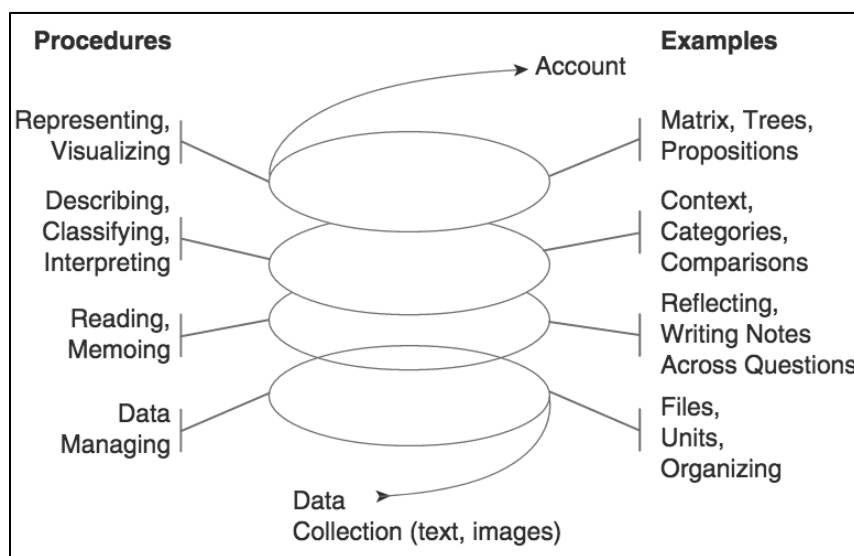 Procedures
Examples
Account
Representing,
Visualizing
Matrix, Trees,
Propositions
Describing,
Classifying,
Interpreting
Context,
Categories,
Comparisons
Reading,
Memoing
Reflecting,
Writing Notes
Across Questions
Data
Managing
Files,
Units,
Organizing
Data
Collection (text, images)